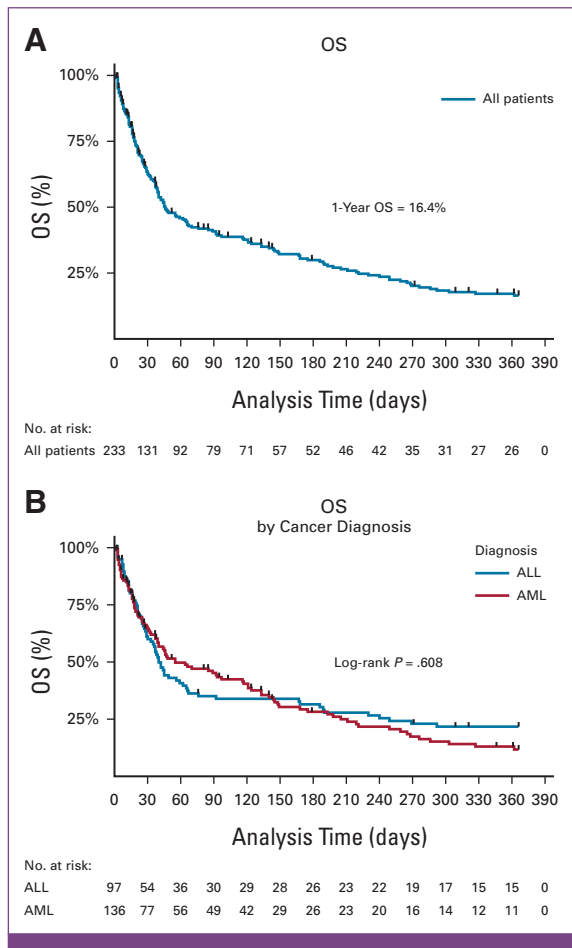 A
OS
100%
75%
50%
25%
OS (%)
All patients
1-Year OS = 16.4%
0 30 60 90 120 150 180 210 240 270 300 330 360 390
Analysis Time (days)
No. at risk:
All patients 233 131 92 79 71 57 52 46 42 35 31 27 26 0
B
OS
by Cancer Diagnosis
100%
75%
50%
25%
OS (%)
Diagnosis
ALL
AML
Log-rank P = .608
0 30 60 90 120 150 180 210 240 270 300 330 360 390
Analysis Time (days)
No. at risk:
ALL 97 54 36 30 29 28 26 23 22 19 17 15 15 0
AML 136 77 56 49 42 29 26 23 20 16 14 12 11 0